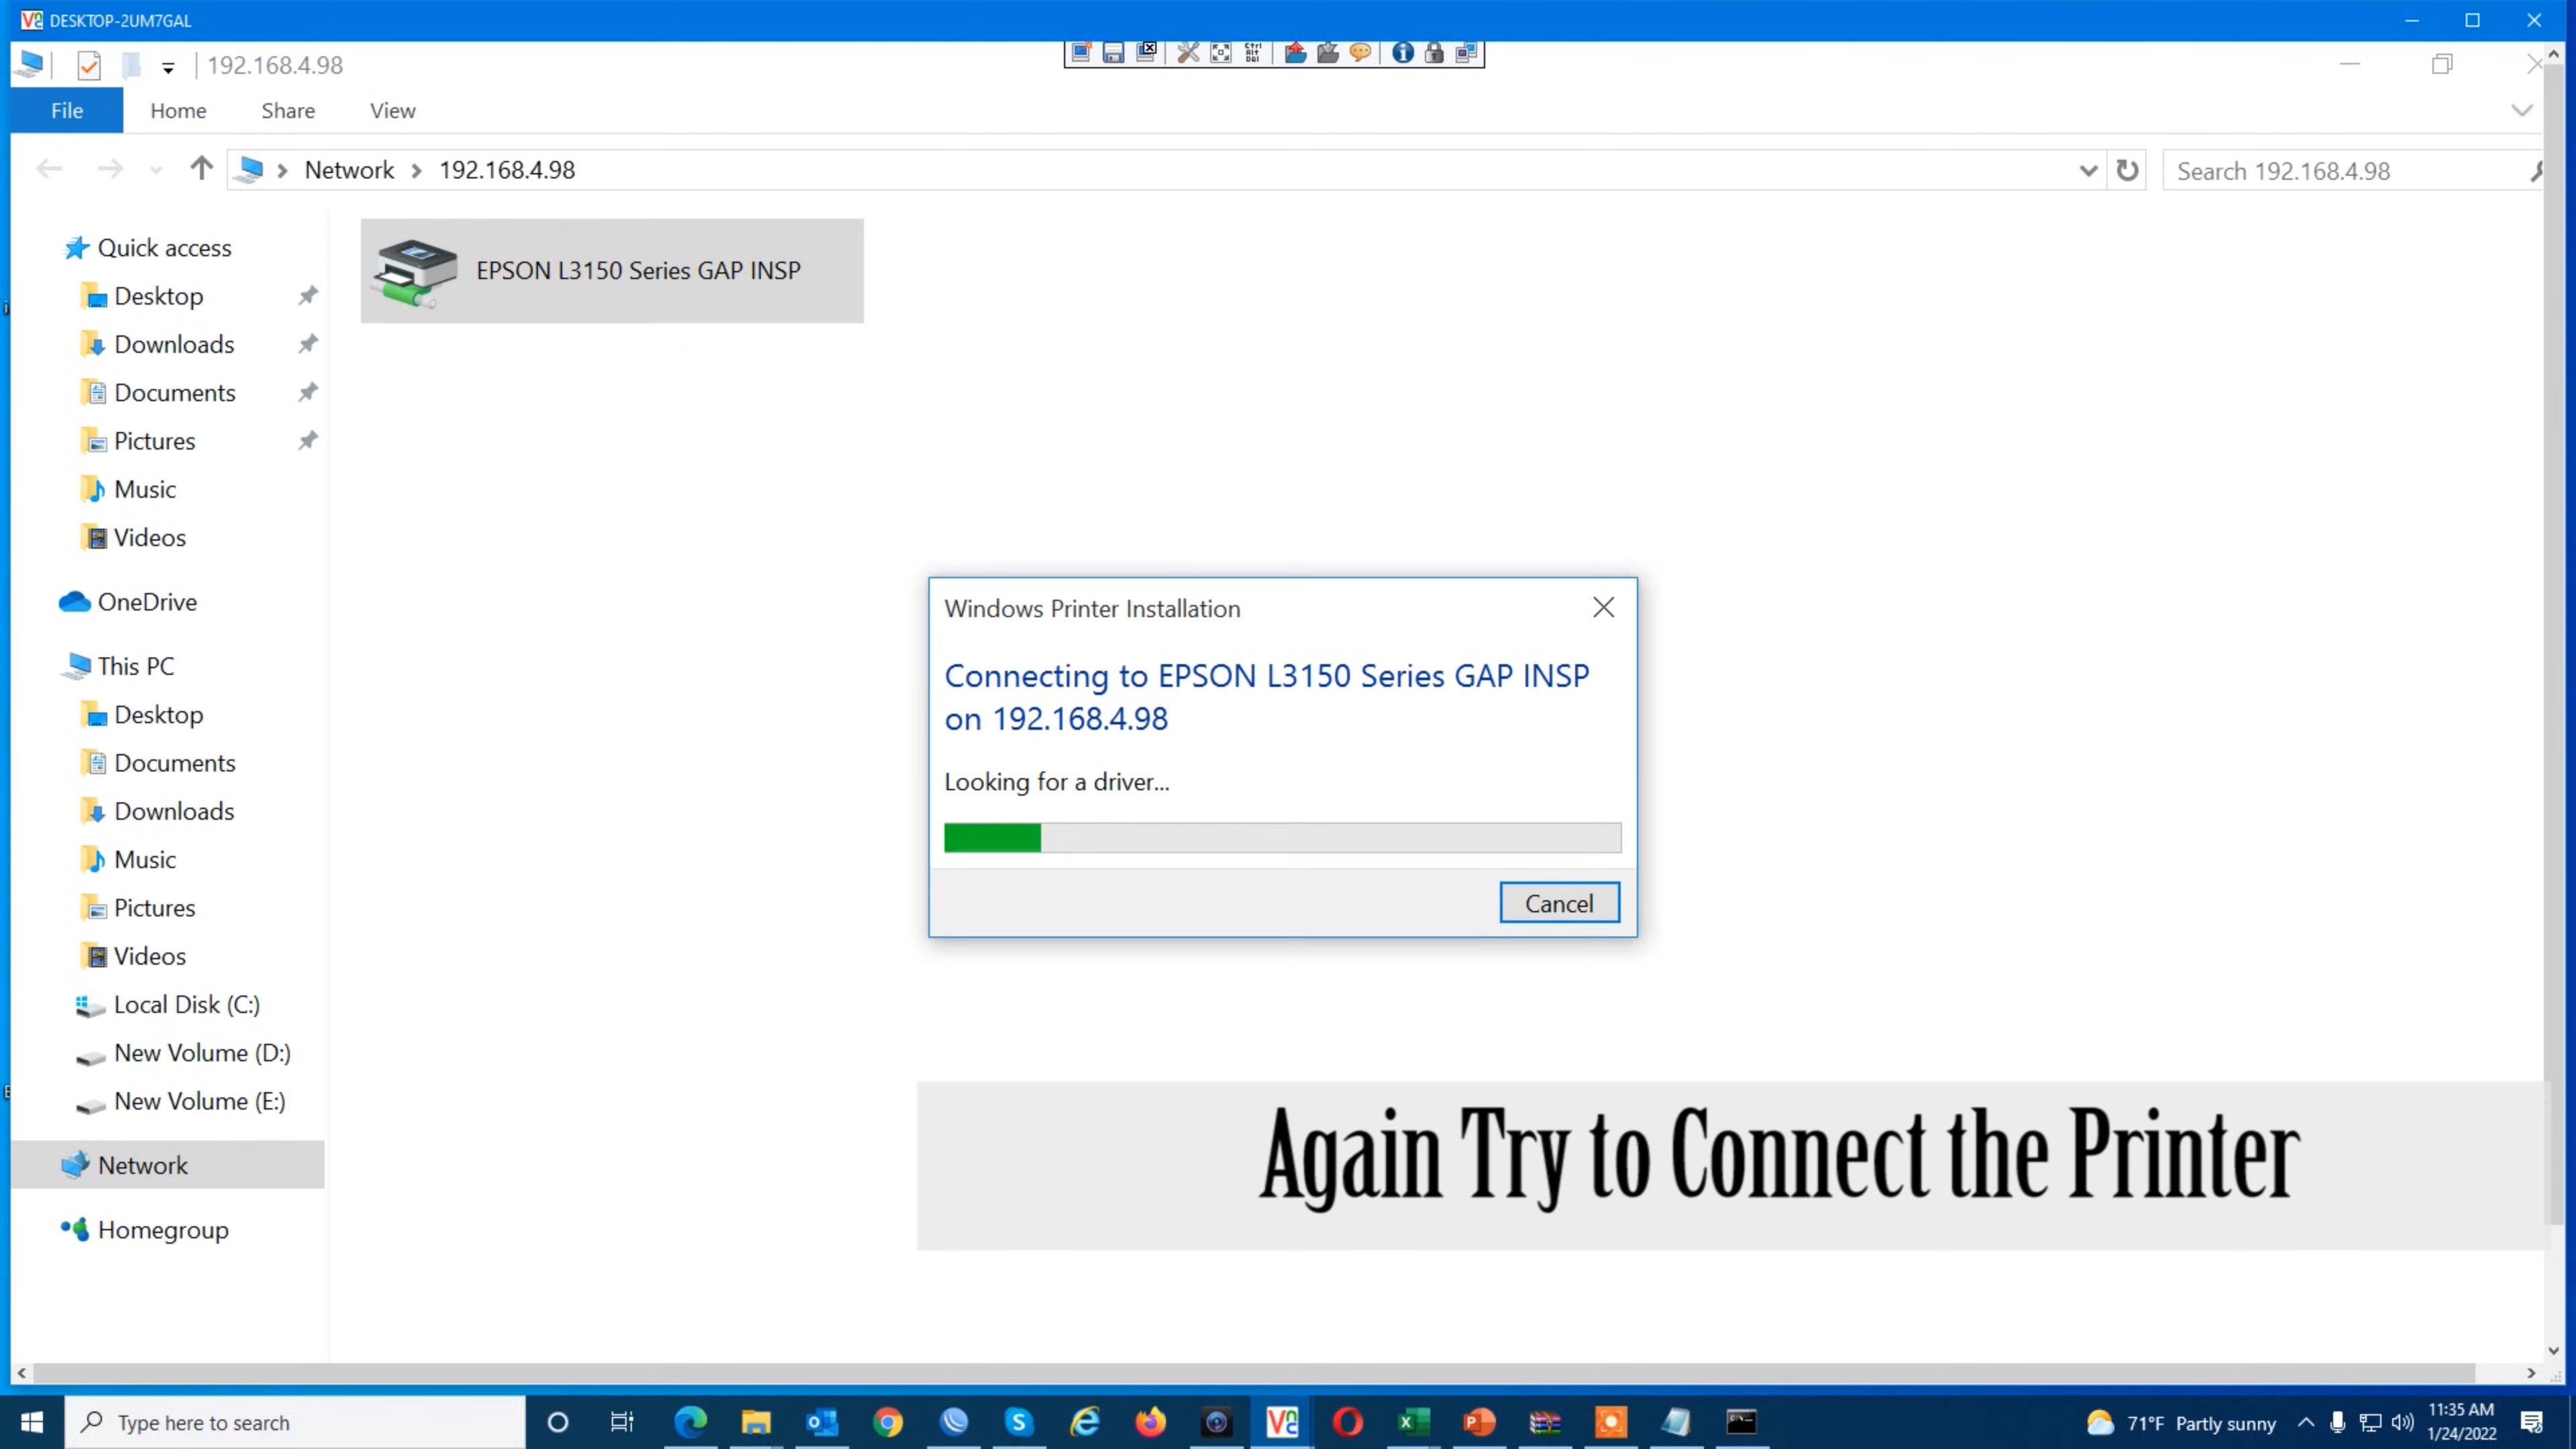 DESKTOP-2UM7GAL
192.168.4.98
File Home Share View
Network 192.168.4.98
Search 192.168.4.98
Quick access
Desktop
Downloads
Documents
Pictures
Music
Videos
OneDrive
This PC
Desktop
Documents
Downloads
Music
Pictures
Videos
Local Disk (C:)
New Volume (D:)
New Volume (E:)
Network
Homegroup
EPSON L3150 Series GAP INSP
Windows Printer Installation
Connecting to EPSON L3150 Series GAP INSP
on 192.168.4.98
Looking for a driver...
Cancel
Again Try to Connect the Printer
Type here to search
71°F Partly sunny
11:35 AM
1/24/2022